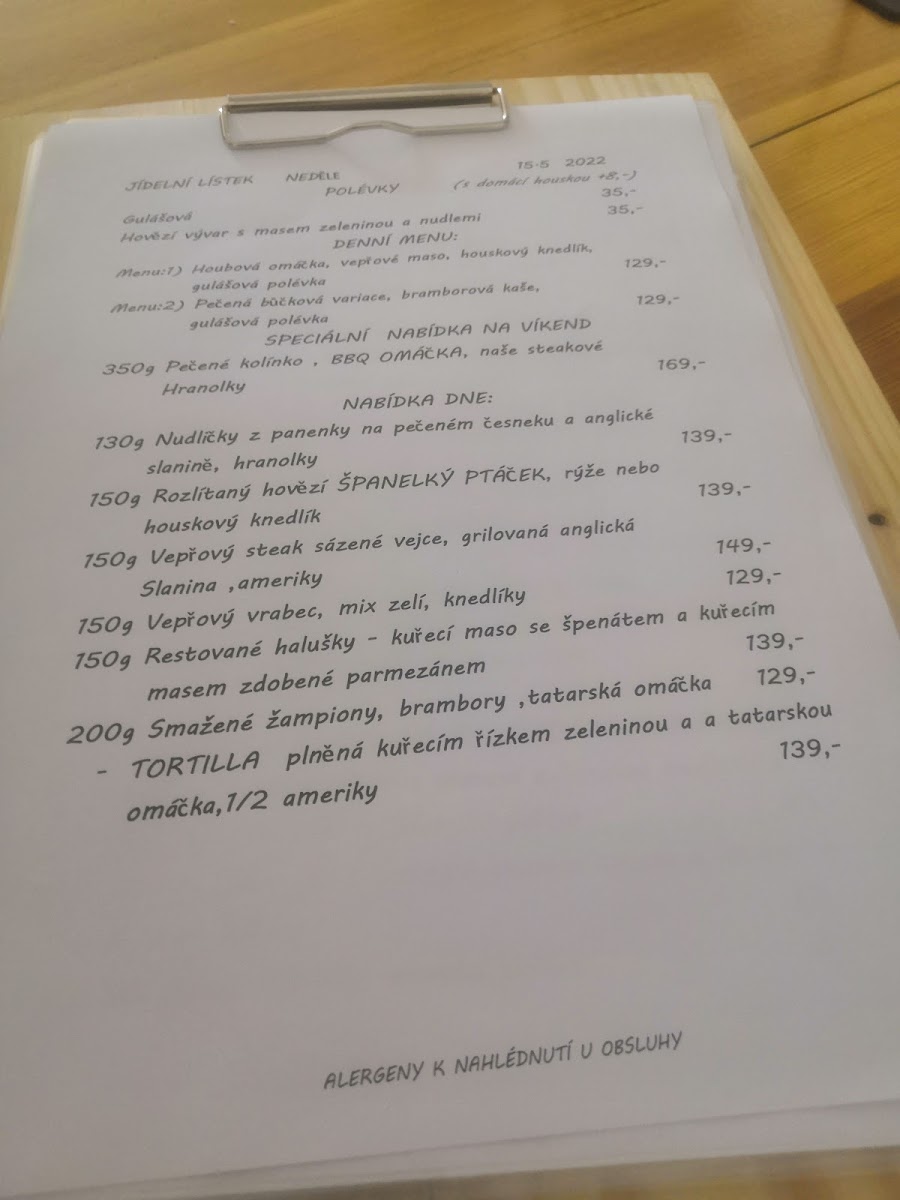 JÍDELNÍ LÍSTEK NEDĚLE 15.5 2022
POLÉVKY (s domácí houskou +8,-)
Gulášová 35,-
Hovězí vývar s masem zeleninou a nudlemi 35,-
DENNÍ MENU:
Menu:1) Houbová omáčka, vepřové maso, houskový knedlík,
gulášová polévka 129,-
Menu:2) Pečená bůčková variace, bramborová kaše,
gulášová polévka 129,-
SPECIÁLNÍ NABÍDKA NA VÍKEND
350g Pečené kolínko , BBQ OMÁČKA, naše steakové
Hranolky 169,-
NABÍDKA DNE:
130g Nudličky z panenky na pečeném česneku a anglické
slanině, hranolky 139,-
150g Rozlítaný hovězí ŠPANELKÝ PTÁČEK, rýže nebo
houskový knedlík 139,-
150g Vepřový steak sázené vejce, grilovaná anglická
Slanina ,ameriky 149,-
150g Vepřový vrabec, mix zelí, knedlíky 129,-
150g Restované halušky - kuřecí maso se špenátem a kuřecím
masem zdobené parmezánem 139,-
200g Smažené žampiony, brambory ,tatarská omáčka 129,-
- TORTILLA plněná kuřecím řízkem zeleninou a a tatarskou
omáčka,1/2 ameriky 139,-
ALERGENY K NAHLÉDNUTÍ U OBSLUHY